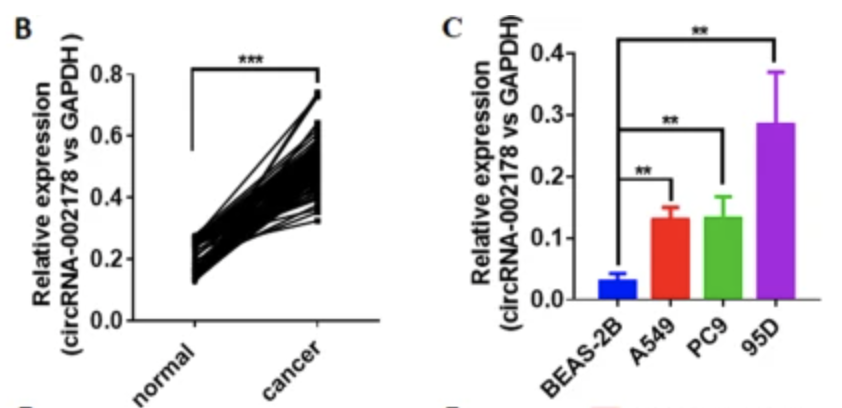 B
Relative expression
(circRNA-002178 vs GAPDH )
0.8
0.6
0.4
0.2
0.0
***
normal
cancer
C
Relative expression
(circRNA-002178 vs GAPDH)
0.4
0.3
0.2
0.1
0.0
**
**
**
BEAS-2B
A549
PC9
95D